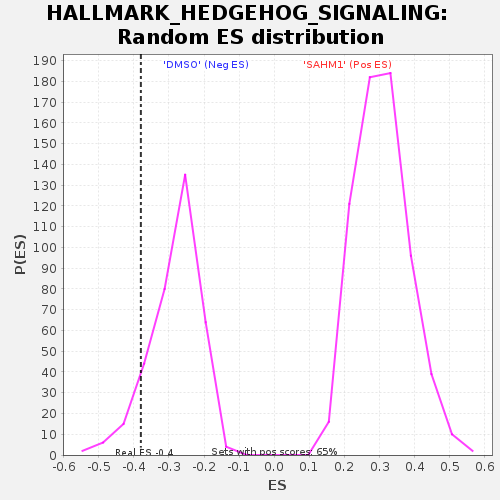 HALLMARK_HEDGEHOG_SIGNALING:
Random ES distribution
'DMSO' (Neg ES) 'SAHM1' (Pos ES)
190
180
170
160
150
140
130
120
110
100
90
80
70
60
50
40
30
20
10
0
P(ES)
Real ES -0.4 Sets with pos scores: 65%
-0.6 -0.5 -0.4 -0.3 -0.2 -0.1 0.0 0.1 0.2 0.3 0.4 0.5 0.6
ES